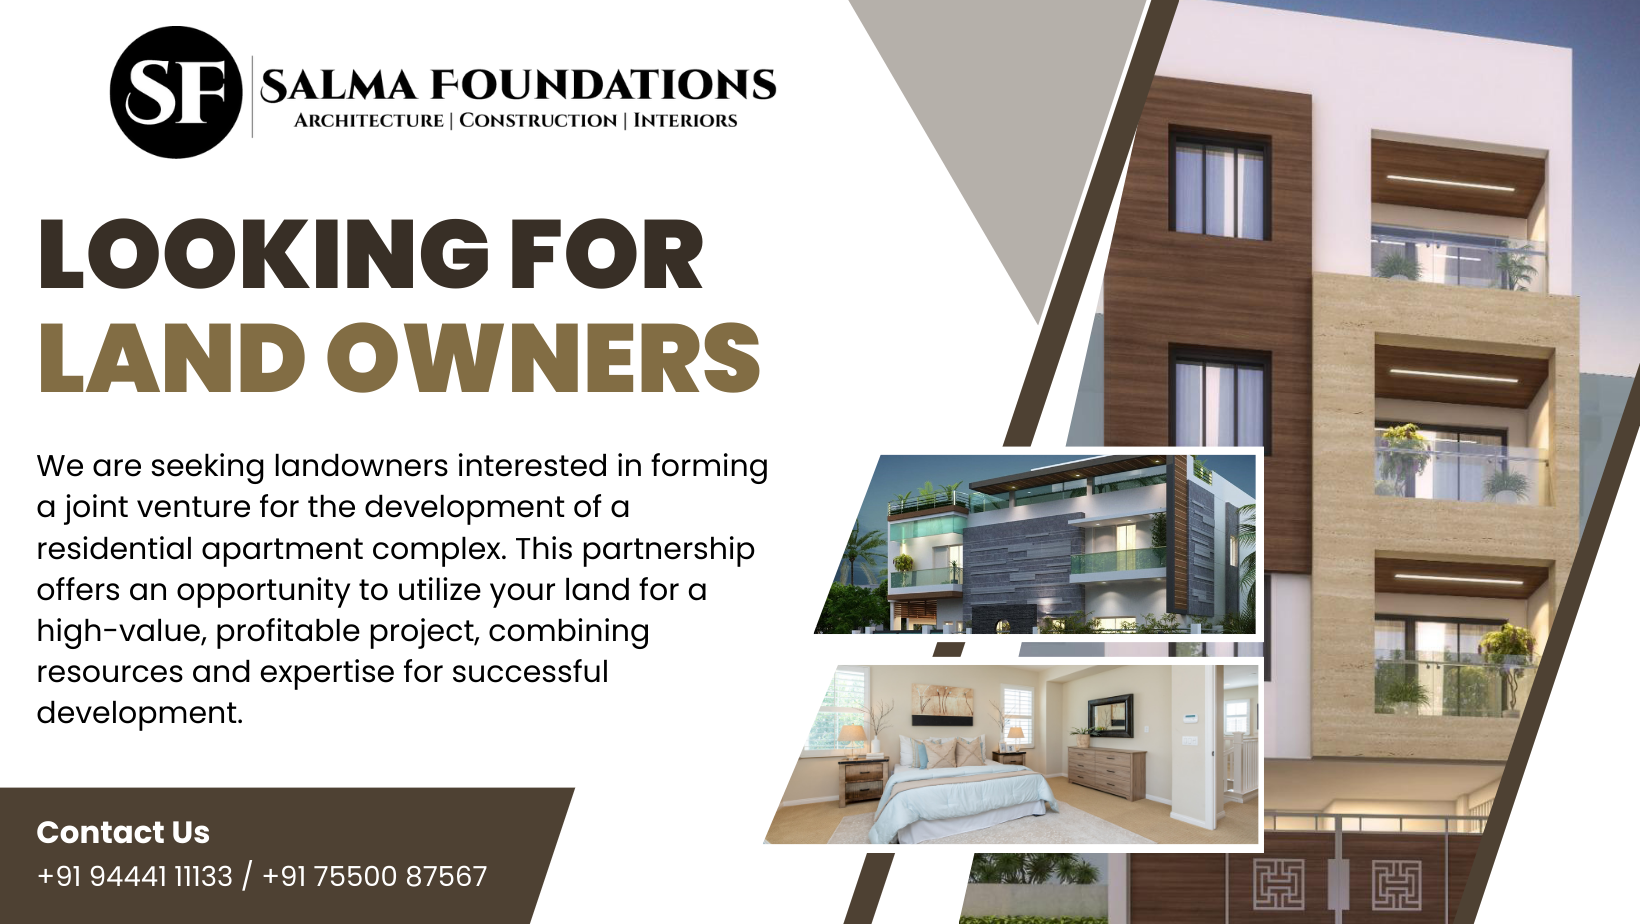 SF
SALMA FOUNDATIONS
ARCHITECTURE | CONSTRUCTION | INTERIORS
LOOKING FOR
LAND OWNERS
We are seeking landowners interested in forming
a joint venture for the development of a
residential apartment complex. This partnership
offers an opportunity to utilize your land for a
high-value, profitable project, combining
resources and expertise for successful
development.
Contact Us
+91 94441 11133 / +91 75500 87567